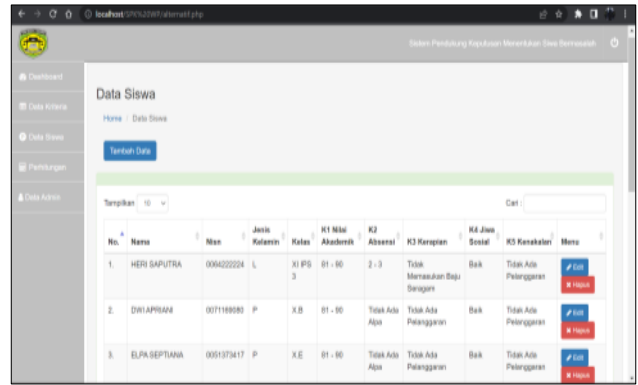 localhost/SPK%20WP/alternatif.php
Sistem Pendukung Keputusan Menentukan Siwa Bermasalah
Dashboard
Data Kriteria
Data Siswa
Perhitungan
Data Admin
Data Siswa
Home / Data Siswa
Tambah Data
Tampilkan 10
Cari :
No. Nama Nisn Jenis Kelamin Kelas K1 Nilai Akademik K2 Absensi K3 Kerapian K4 Jiwa Sosial K5 Kenakalan Menu
1. HERI SAPUTRA 0064222224 L XI IPS 3 81 - 90 2 - 3 Tidak Memasukan Baju Seragam Baik Tidak Ada Pelanggaran Edit Hapus
2. DWI APRIANI 0071169080 P X.B 81 - 90 Tidak Ada Alpa Tidak Ada Pelanggaran Baik Tidak Ada Pelanggaran Edit Hapus
3. ELPA SEPTIANA 0051373417 P X.E 81 - 90 Tidak Ada Alpa Tidak Ada Pelanggaran Baik Tidak Ada Pelanggaran Edit Hapus